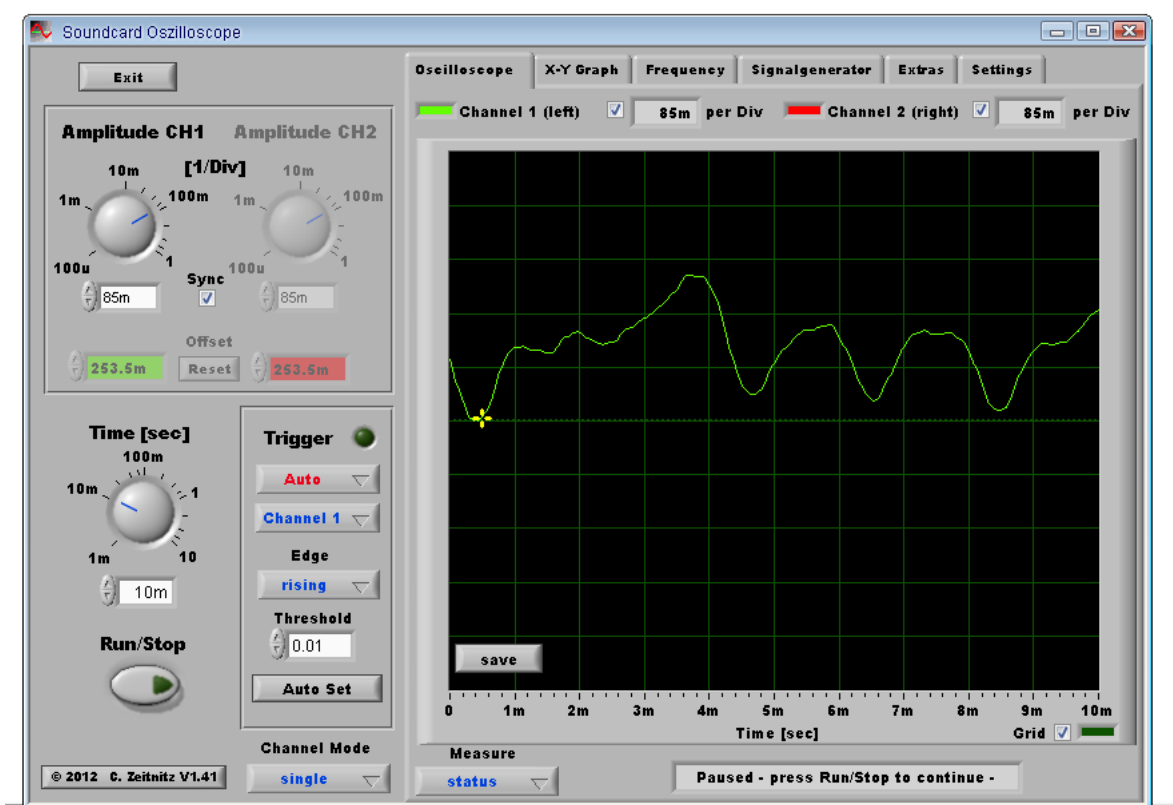 Soundcard Oszilloscope
Exit
Oscilloscope X-Y Graph Frequency Signalgenerator Extras Settings
Channel 1 (left) 85m per Div Channel 2 (right) 85m per Div
Amplitude CH1 Amplitude CH2
[1/Div]
10m 10m
1m 100m 1m 100m
100u 1 100u 1
Sync
85m 85m
Offset
253.5m Reset 253.5m
Time [sec]
100m
10m 1
1m 10
10m
Run/Stop
Trigger
Auto
Channel 1
Edge
rising
Threshold
0.01
Auto Set
save
0 1m 2m 3m 4m 5m 6m 7m 8m 9m 10m
Time [sec]
Grid
Channel Mode
single
© 2012 C. Zeitnitz V1.41
Measure
status
Paused - press Run/Stop to continue -